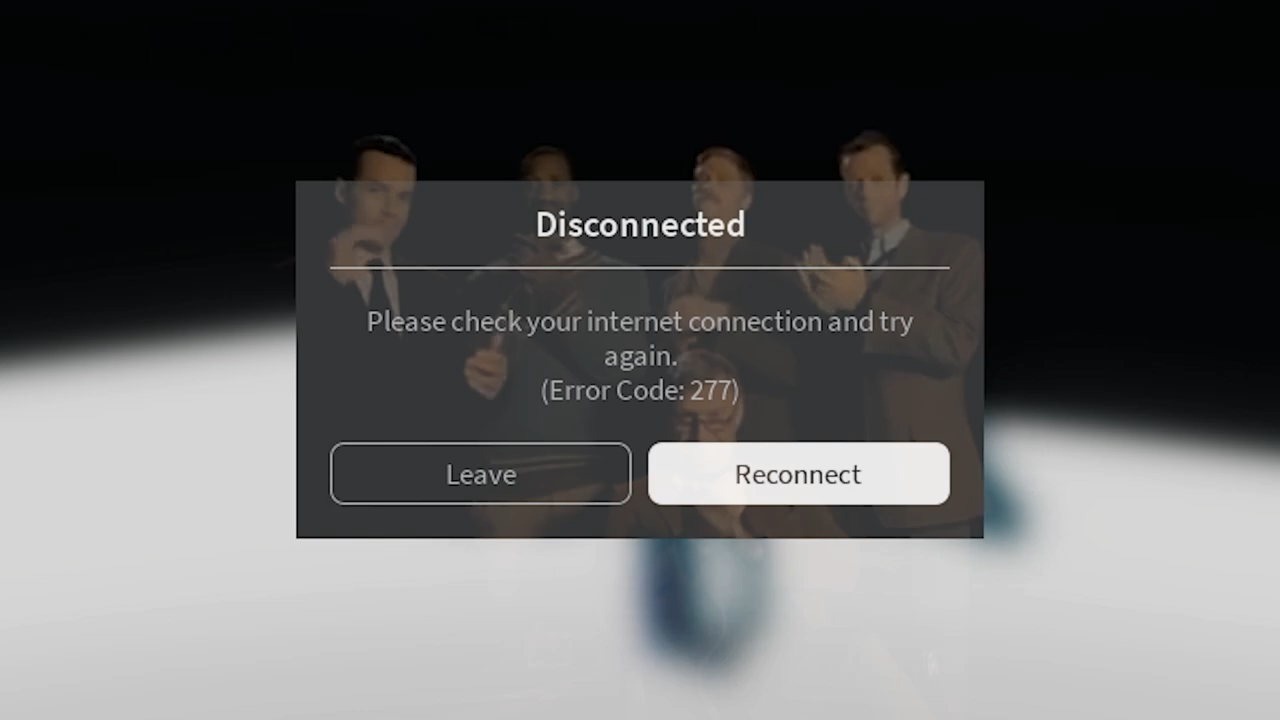 Disconnected
Please check your internet connection and try
again.
(Error Code: 277)
Leave
Reconnect